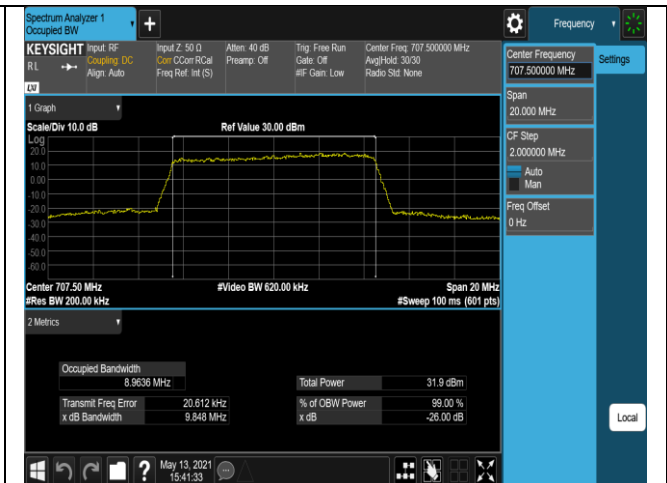 Spectrum Analyzer 1
Occupied BW
+
Frequency
KEYSIGHT
RL
LXI
Input: RF
Coupling: DC
Align: Auto
Input Z: 50 Ω
Corr CCorr RCal
Freq Ref: Int (S)
Atten: 40 dB
Preamp: Off
Trig: Free Run
Gate: Off
#IF Gain: Low
Center Freq: 707.500000 MHz
Avg|Hold: 30/30
Radio Std: None
Center Frequency
707.500000 MHz
Settings
Span
20.000 MHz
CF Step
2.000000 MHz
Auto
Man
Freq Offset
0 Hz
Local
1 Graph
Scale/Div 10.0 dB
Ref Value 30.00 dBm
Log
20.0
10.0
0.00
-10.0
-20.0
-30.0
-40.0
-50.0
-60.0
Center 707.50 MHz
#Video BW 620.00 kHz
Span 20 MHz
#Res BW 200.00 kHz
#Sweep 100 ms (601 pts)
2 Metrics
Occupied Bandwidth
8.9636 MHz
Total Power 31.9 dBm
Transmit Freq Error 20.612 kHz
% of OBW Power 99.00 %
x dB Bandwidth 9.848 MHz
x dB -26.00 dB
?
May 13, 2021
15:41:33